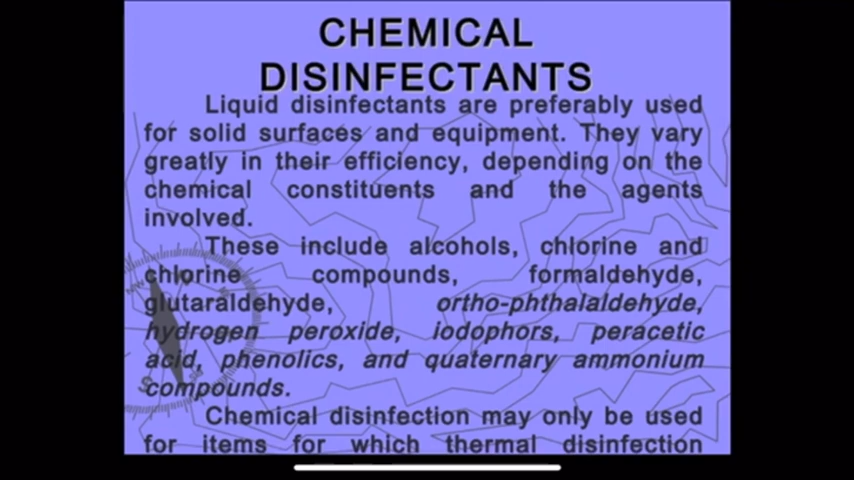 CHEMICAL
DISINFECTANTS
Liquid disinfectants are preferably used
for solid surfaces and equipment. They vary
greatly in their efficiency, depending on the
chemical constituents and the agents
involved.
These include alcohols, chlorine and
chlorine compounds, formaldehyde,
glutaraldehyde, ortho-phthalaldehyde,
hydrogen peroxide, iodophors, peracetic
acid, phenolics, and quaternary ammonium
compounds.
Chemical disinfection may only be used
for items for which thermal disinfection